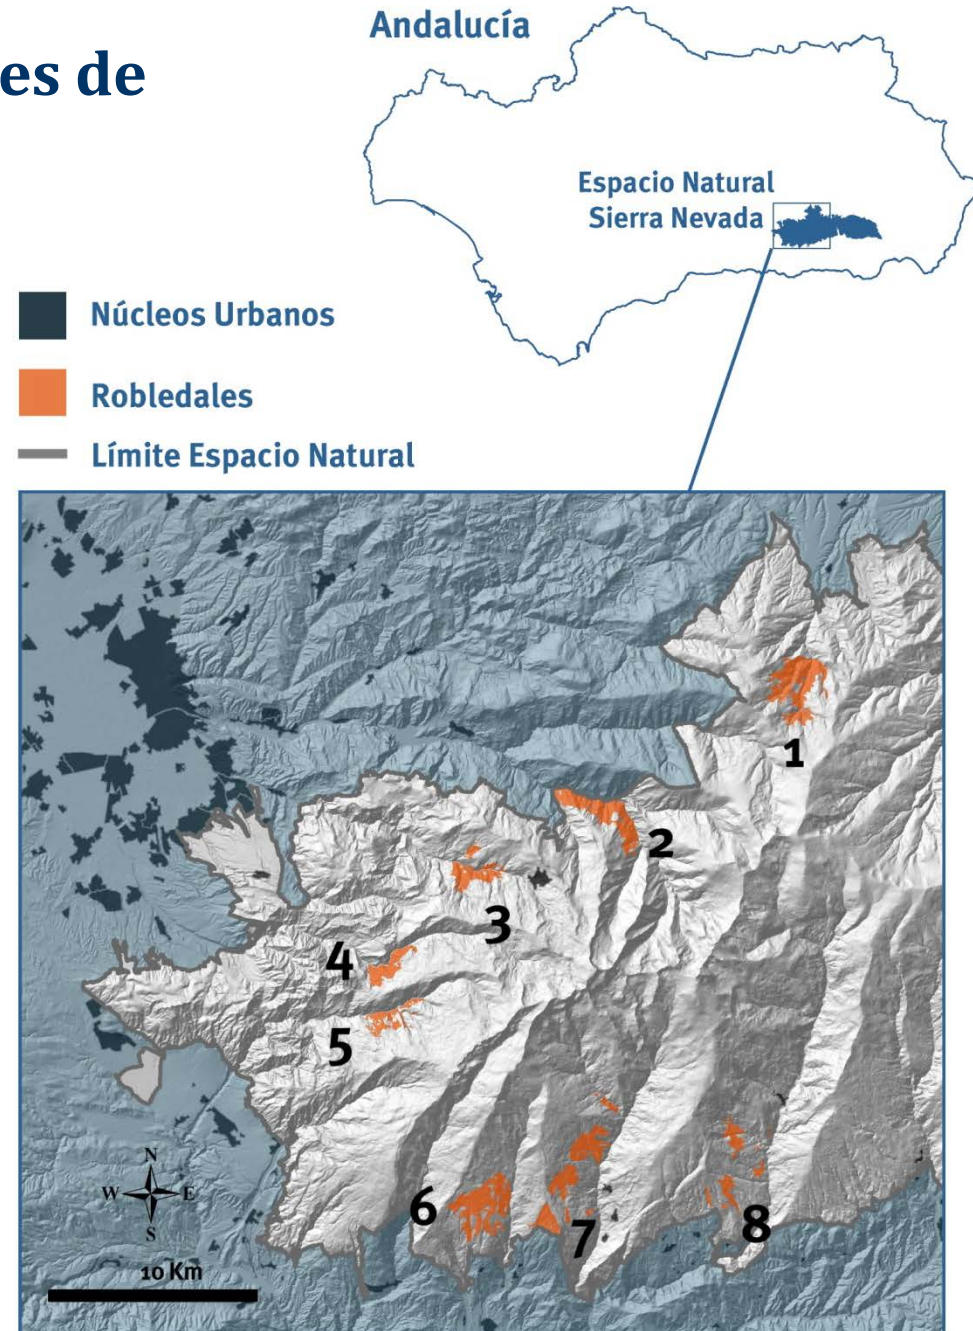 Andalucía
es de
Espacio Natural
Sierra Nevada
Núcleos Urbanos
Robledales
Límite Espacio Natural
1
2
3
4
5
6
7
8
N
W E
S
10 Km